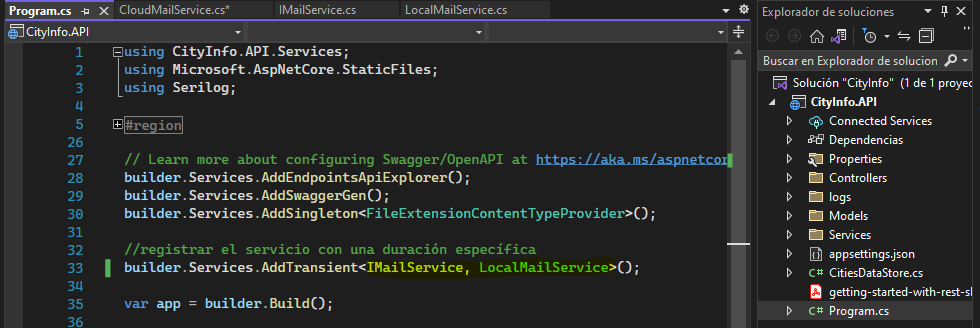 Program.cs CloudMailService.cs* IMailService.cs LocalMailService.cs
CityInfo.API
1 using CityInfo.API.Services;
2 using Microsoft.AspNetCore.StaticFiles;
3 using Serilog;
4
5 #region
26
27 // Learn more about configuring Swagger/OpenAPI at https://aka.ms/aspnetcor
28 builder.Services.AddEndpointsApiExplorer();
29 builder.Services.AddSwaggerGen();
30 builder.Services.AddSingleton<FileExtensionContentTypeProvider>();
31
32 //registrar el servicio con una duración específica
33 builder.Services.AddTransient<IMailService, LocalMailService>();
34
35 var app = builder.Build();
36
Explorador de soluciones
Buscar en Explorador de solucion
Solución "CityInfo" (1 de 1 proyec
CityInfo.API
Connected Services
Dependencias
Properties
Controllers
logs
Models
Services
appsettings.json
CitiesDataStore.cs
getting-started-with-rest-sl
Program.cs